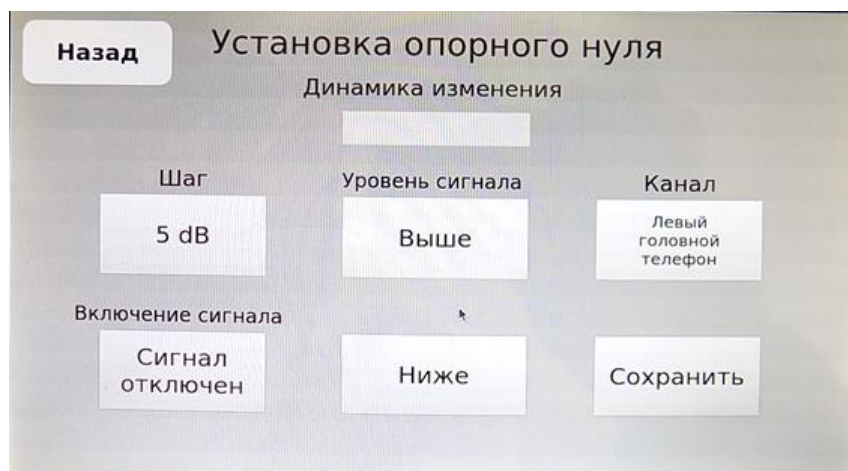 Назад
Установка опорного нуля
Динамика изменения
Шаг
Уровень сигнала
Канал
5 dB
Выше
Левый
головной
телефон
Включение сигнала
Сигнал
отключен
Ниже
Сохранить